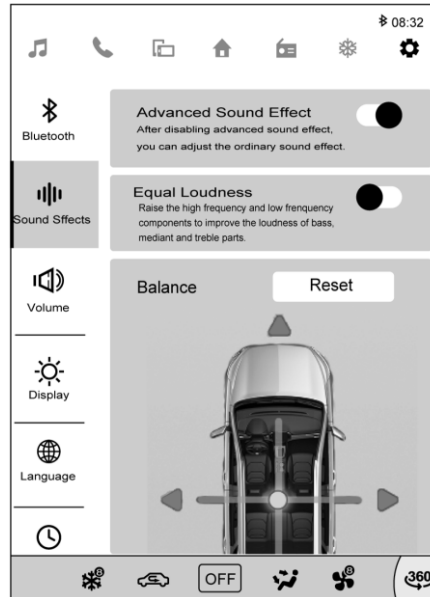 08:32
Bluetooth
Advanced Sound Effect
After disabling advanced sound effect,
you can adjust the ordinary sound effect.
Sound Sffects
Equal Loudness
Raise the high frequency and low frenquency
components to improve the loudness of bass,
mediant and treble parts.
Volume
Balance
Reset
Display
Language
8
OFF
8
360